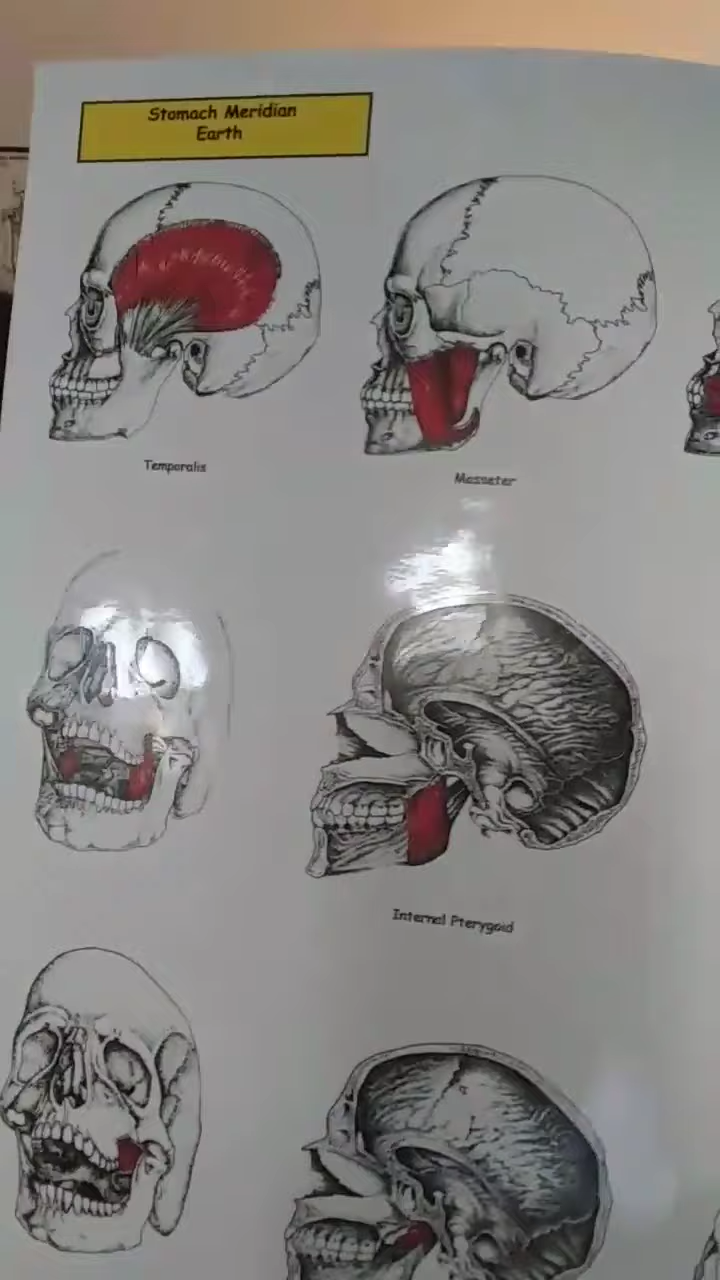 Stomach Meridian
Earth
Temporalis
Masseter
Internal Pterygoid